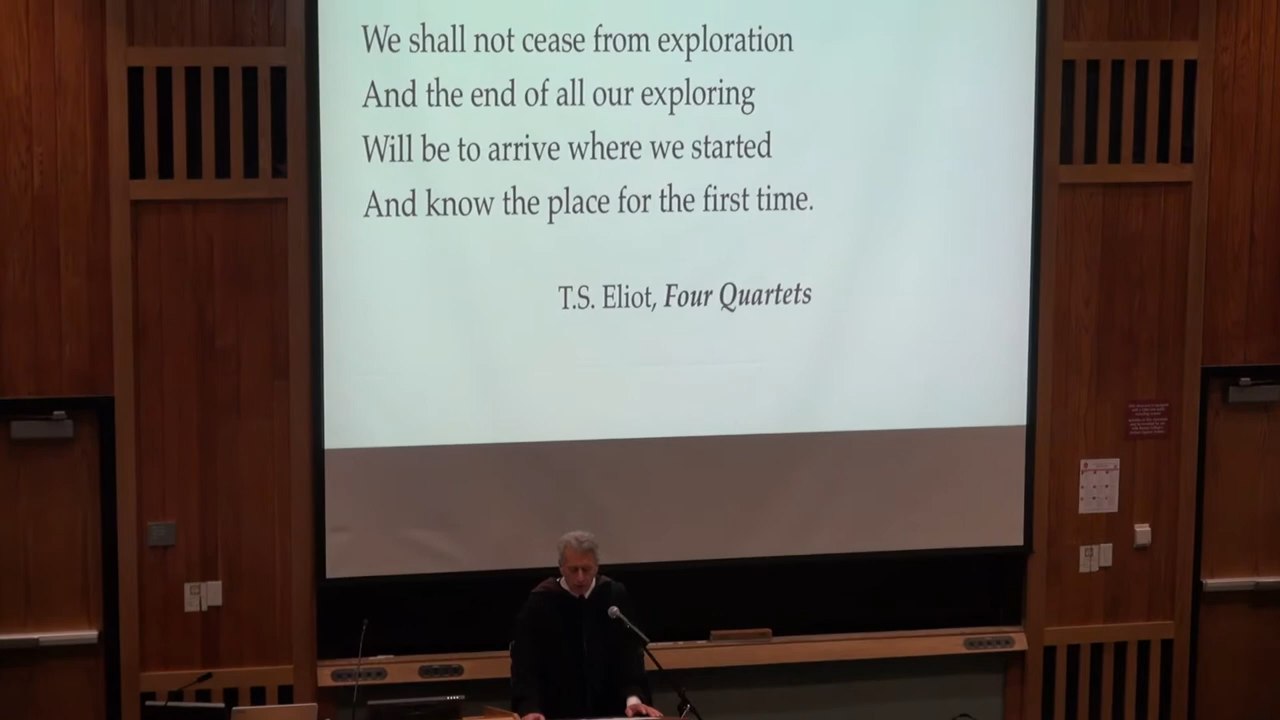 We shall not cease from exploration
And the end of all our exploring
Will be to arrive where we started
And know the place for the first time.
T.S. Eliot, Four Quartets